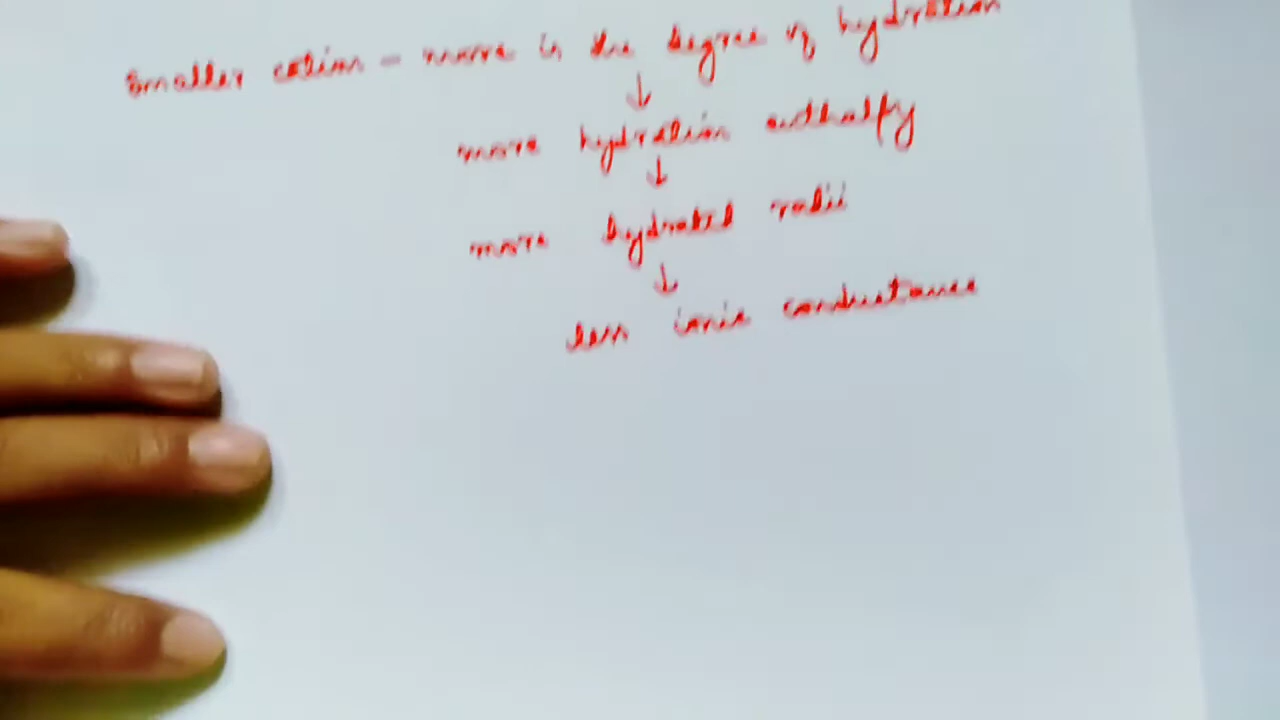 smaller cation - more is the degree of hydration
↓
more hydration enthalpy
↓
more hydrated radii
↓
less ionic conductance